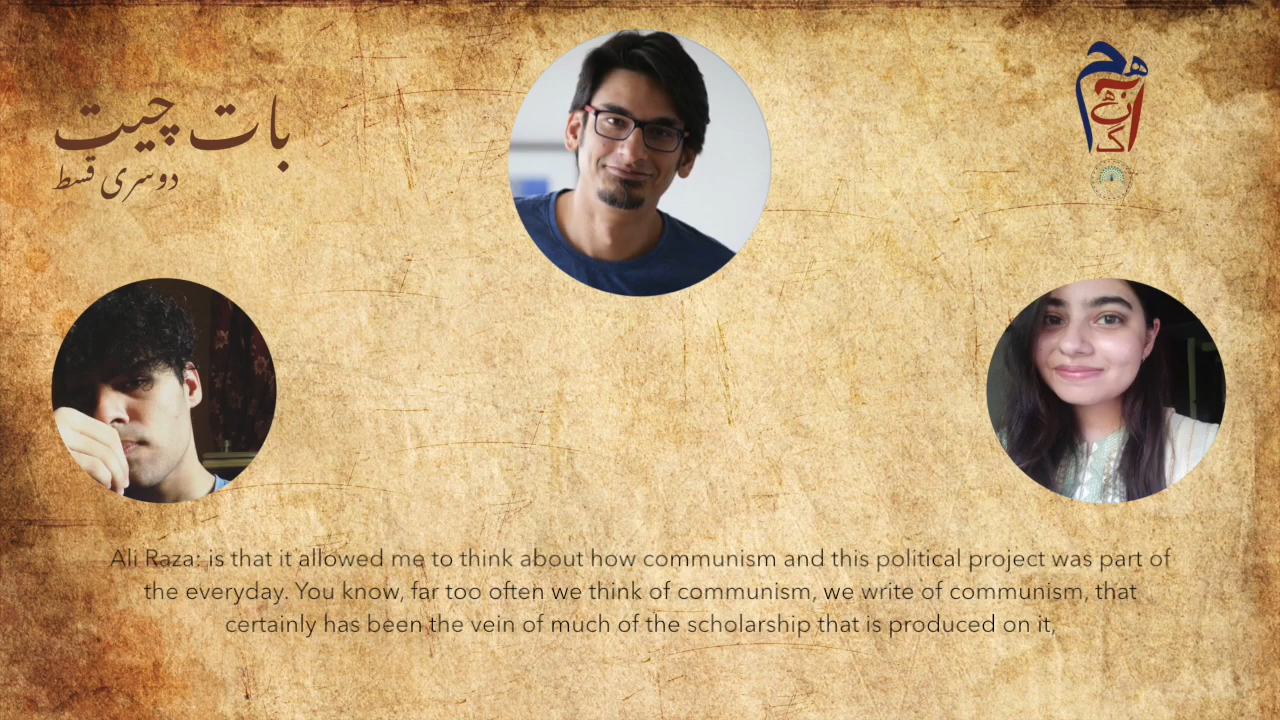 بات چیت
دوسری قسط
Ali Raza: is that it allowed me to think about how communism and this political project was part of
the everyday. You know, far too often we think of communism, we write of communism, that
certainly has been the vein of much of the scholarship that is produced on it,